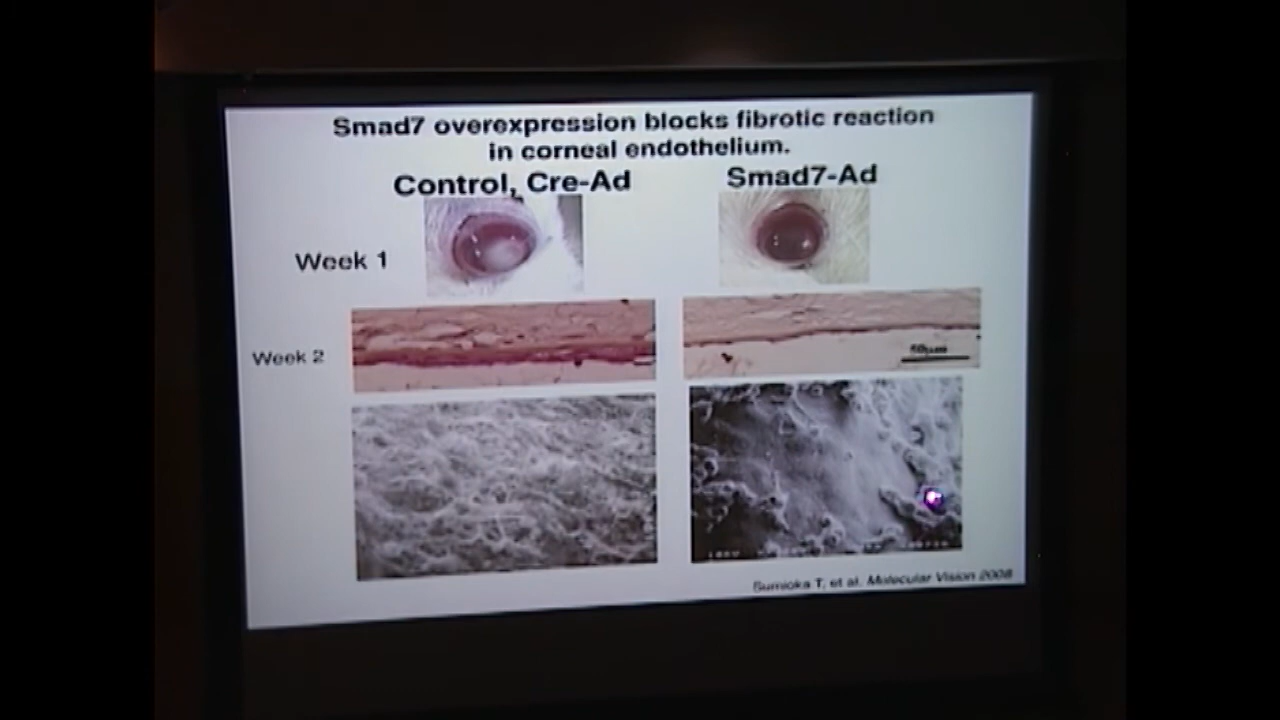 Smad7 overexpression blocks fibrotic reaction
in corneal endothelium.
Control, Cre-Ad
Smad7-Ad
Week 1
Week 2
50µm
Sumioka T, et al. Molecular Vision 2008